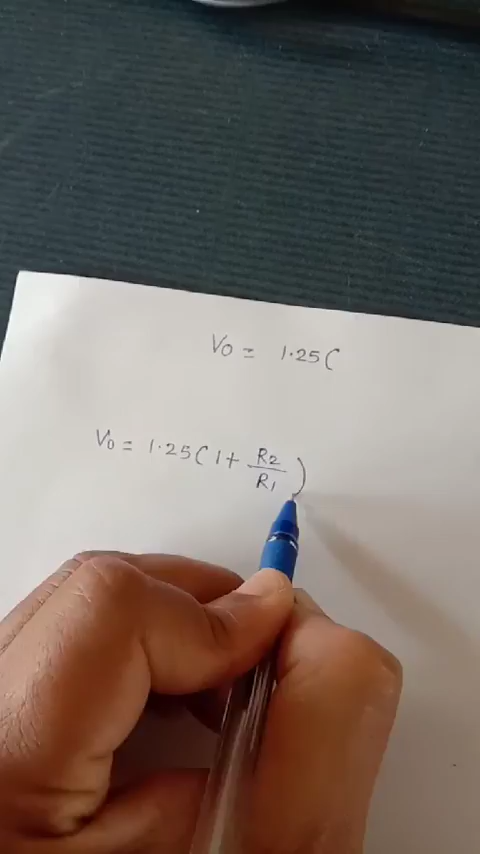 Vo = 1.25(
Vo = 1.25(1 + R2/R1)